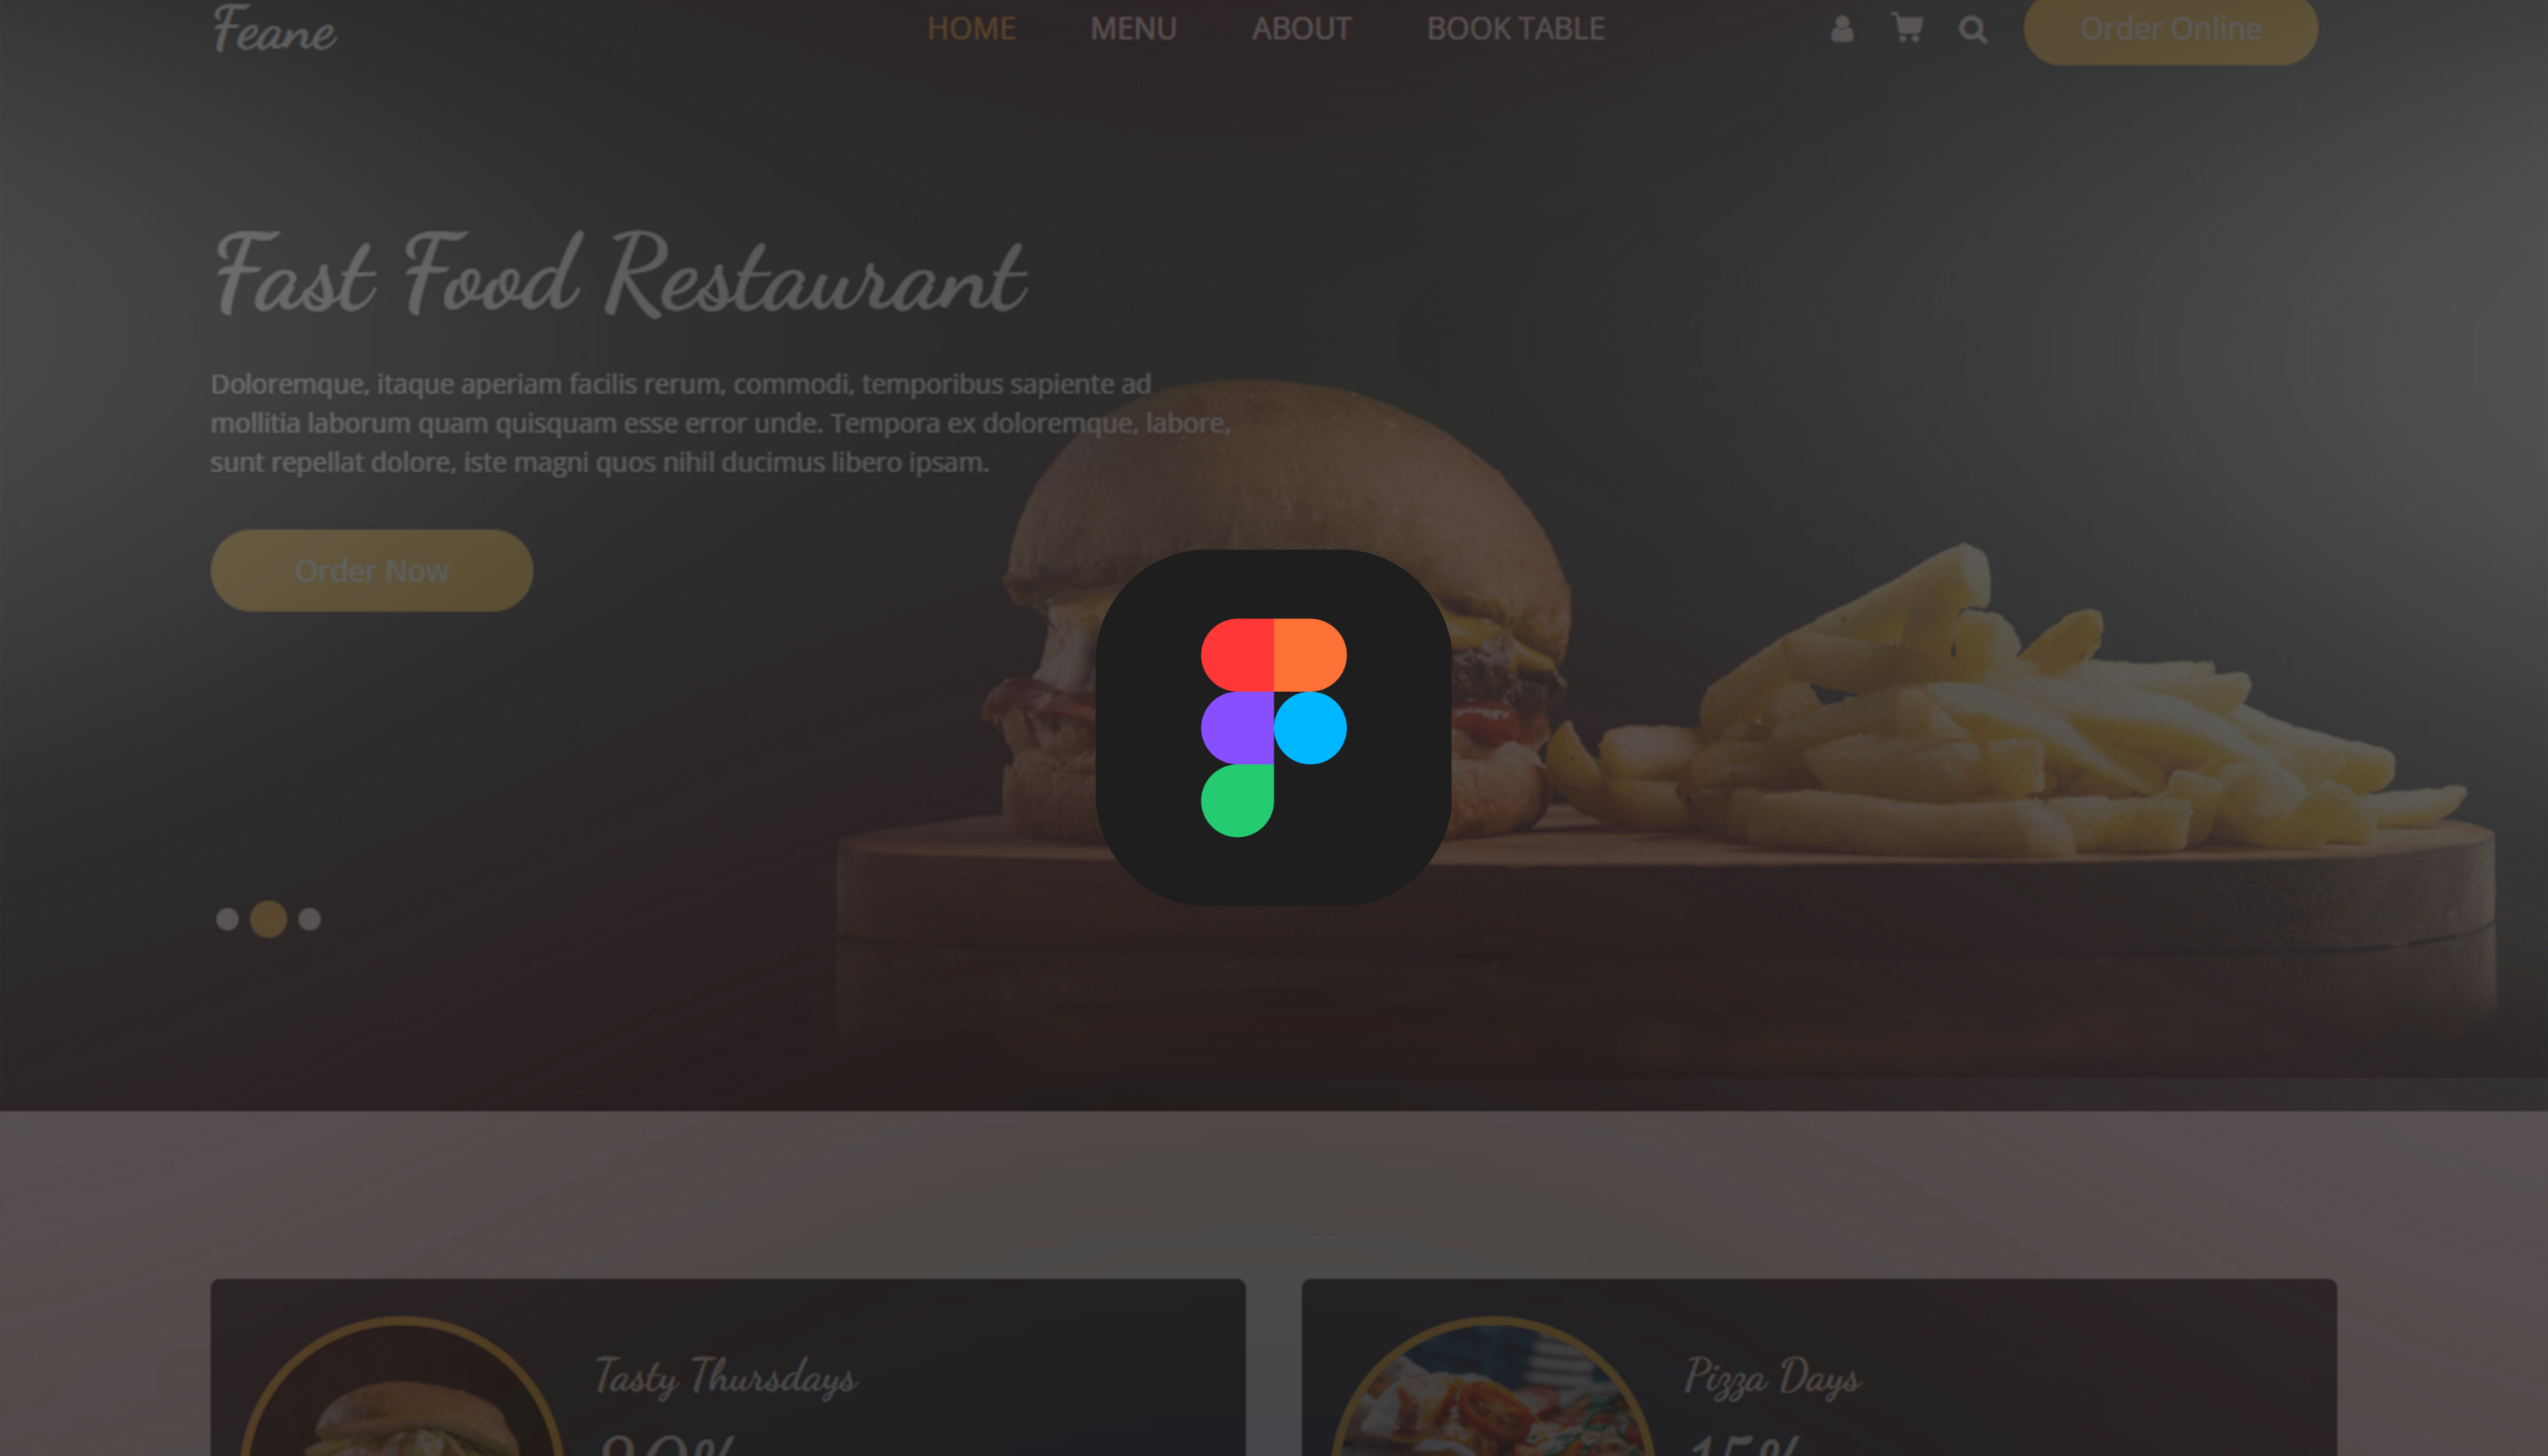 Feane
HOME MENU ABOUT BOOK TABLE Order Online
Fast Food Restaurant
Doloremque, itaque aperiam facilis rerum, commodi, temporibus sapiente ad
mollitia laborum quam quisquam esse error unde. Tempora ex doloremque, labore,
sunt repellat dolore, iste magni quos nihil ducimus libero ipsam.
Order Now
Tasty Thursdays
20%
Pizza Days
15%